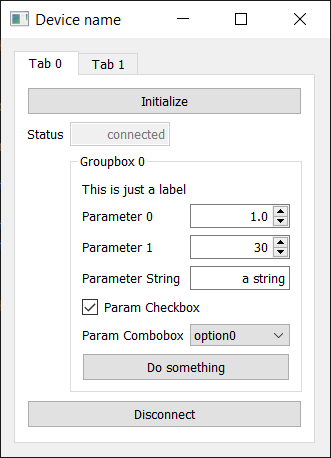 Device name
Tab 0 Tab 1
Initialize
Status connected
Groupbox 0
This is just a label
Parameter 0 1.0
Parameter 1 30
Parameter String a string
Param Checkbox
Param Combobox option0
Do something
Disconnect